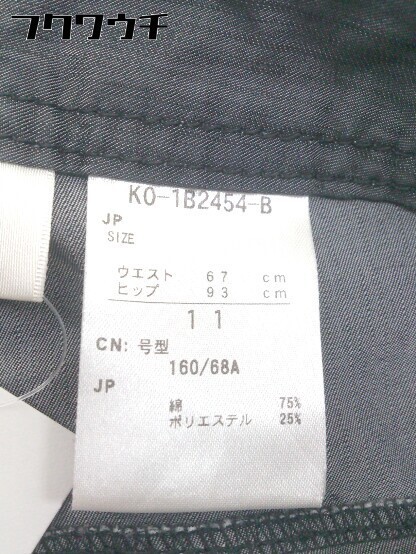 フクワウチ
KO-1B2454-B
JP
SIZE
ウエスト 67 cm
ヒップ 93 cm
11
CN: 号型
160/68A
JP
綿 75%
ポリエステル 25%